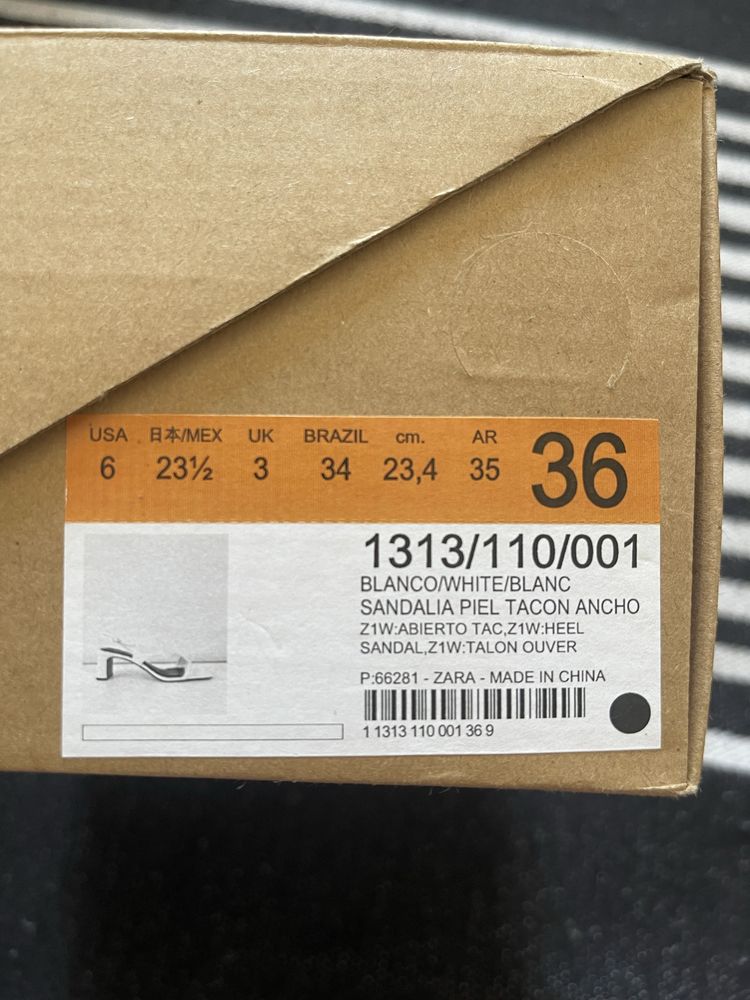 USA 日本/MEX UK BRAZIL cm. AR
6 23½ 3 34 23,4 35 36
1313/110/001
BLANCO/WHITE/BLANC
SANDALIA PIEL TACON ANCHO
Z1W:ABIERTO TAC,Z1W:HEEL
SANDAL,Z1W:TALON OUVER
P:66281 - ZARA - MADE IN CHINA
1 1313 110 001 36 9